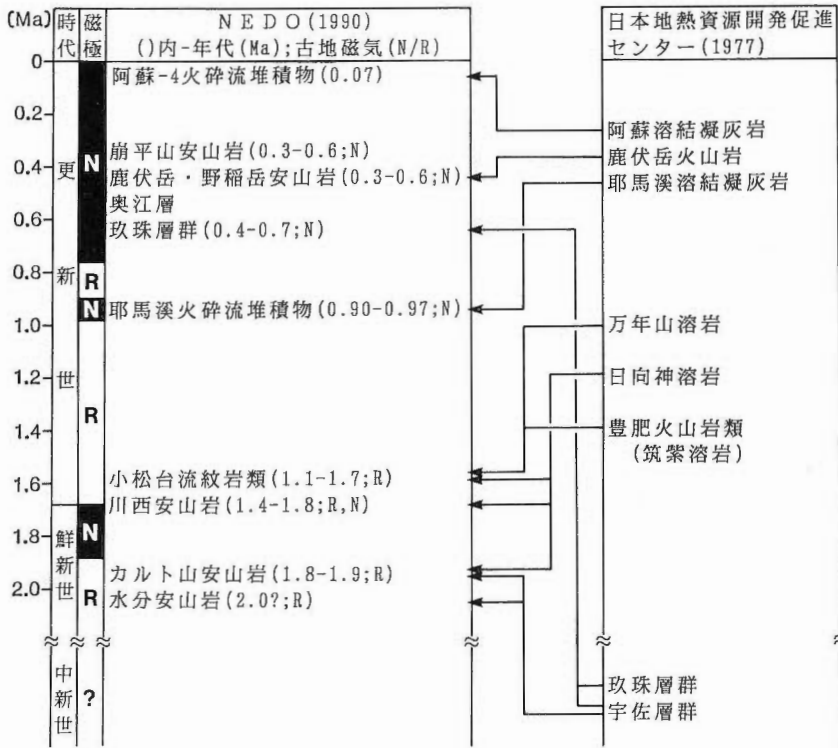 (Ma)
時代
磁極
NEDO(1990)
()内-年代(Ma);古地磁気(N/R)
日本地熱資源開発促進
センター(1977)
0
0.2
0.4
0.6
0.8
1.0
1.2
1.4
1.6
1.8
2.0
更新世
鮮新世
中新世
N
R
N
R
N
R
?
阿蘇-4火砕流堆積物(0.07)
崩平山安山岩(0.3-0.6;N)
鹿伏岳・野稲岳安山岩(0.3-0.6;N)
奥江層
玖珠層群(0.4-0.7;N)
耶馬溪火砕流堆積物(0.90-0.97;N)
小松台流紋岩類(1.1-1.7;R)
川西安山岩(1.4-1.8;R,N)
カルト山安山岩(1.8-1.9;R)
水分安山岩(2.0?;R)
阿蘇溶結凝灰岩
鹿伏岳火山岩
耶馬溪溶結凝灰岩
万年山溶岩
日向神溶岩
豊肥火山岩類
(筑紫溶岩)
玖珠層群
宇佐層群